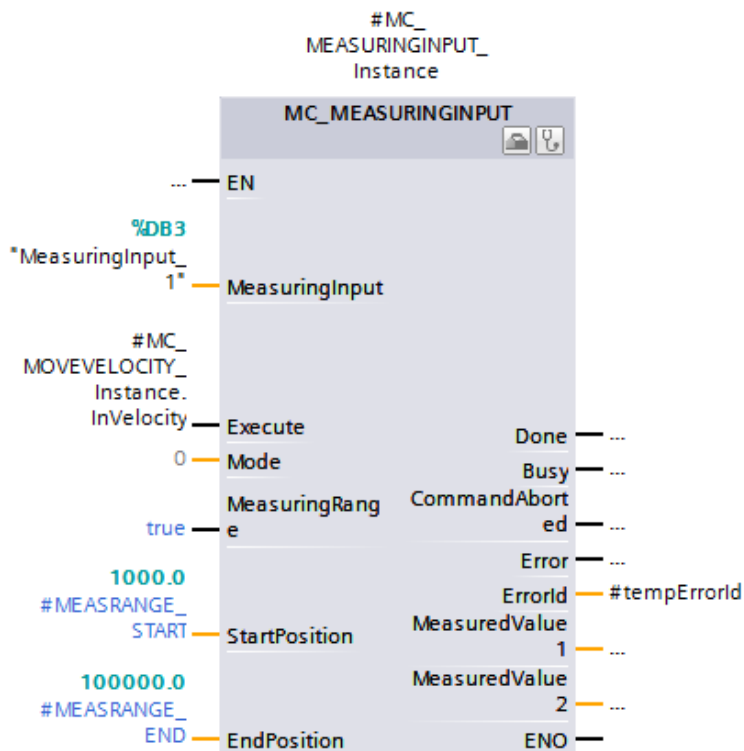 #MC_
MEASURINGINPUT_
Instance
MC_MEASURINGINPUT
... EN
%DB3
"MeasuringInput_
1"
MeasuringInput
#MC_
MOVEVELOCITY_
Instance.
InVelocity
Execute
Done ...
0 Mode
Busy ...
MeasuringRang
e
true
CommandAbort
ed ...
Error ...
1000.0
#MEASRANGE_
START
StartPosition
ErrorId #tempErrorId
MeasuredValue
1 ...
100000.0
#MEASRANGE_
END
EndPosition
MeasuredValue
2 ...
ENO